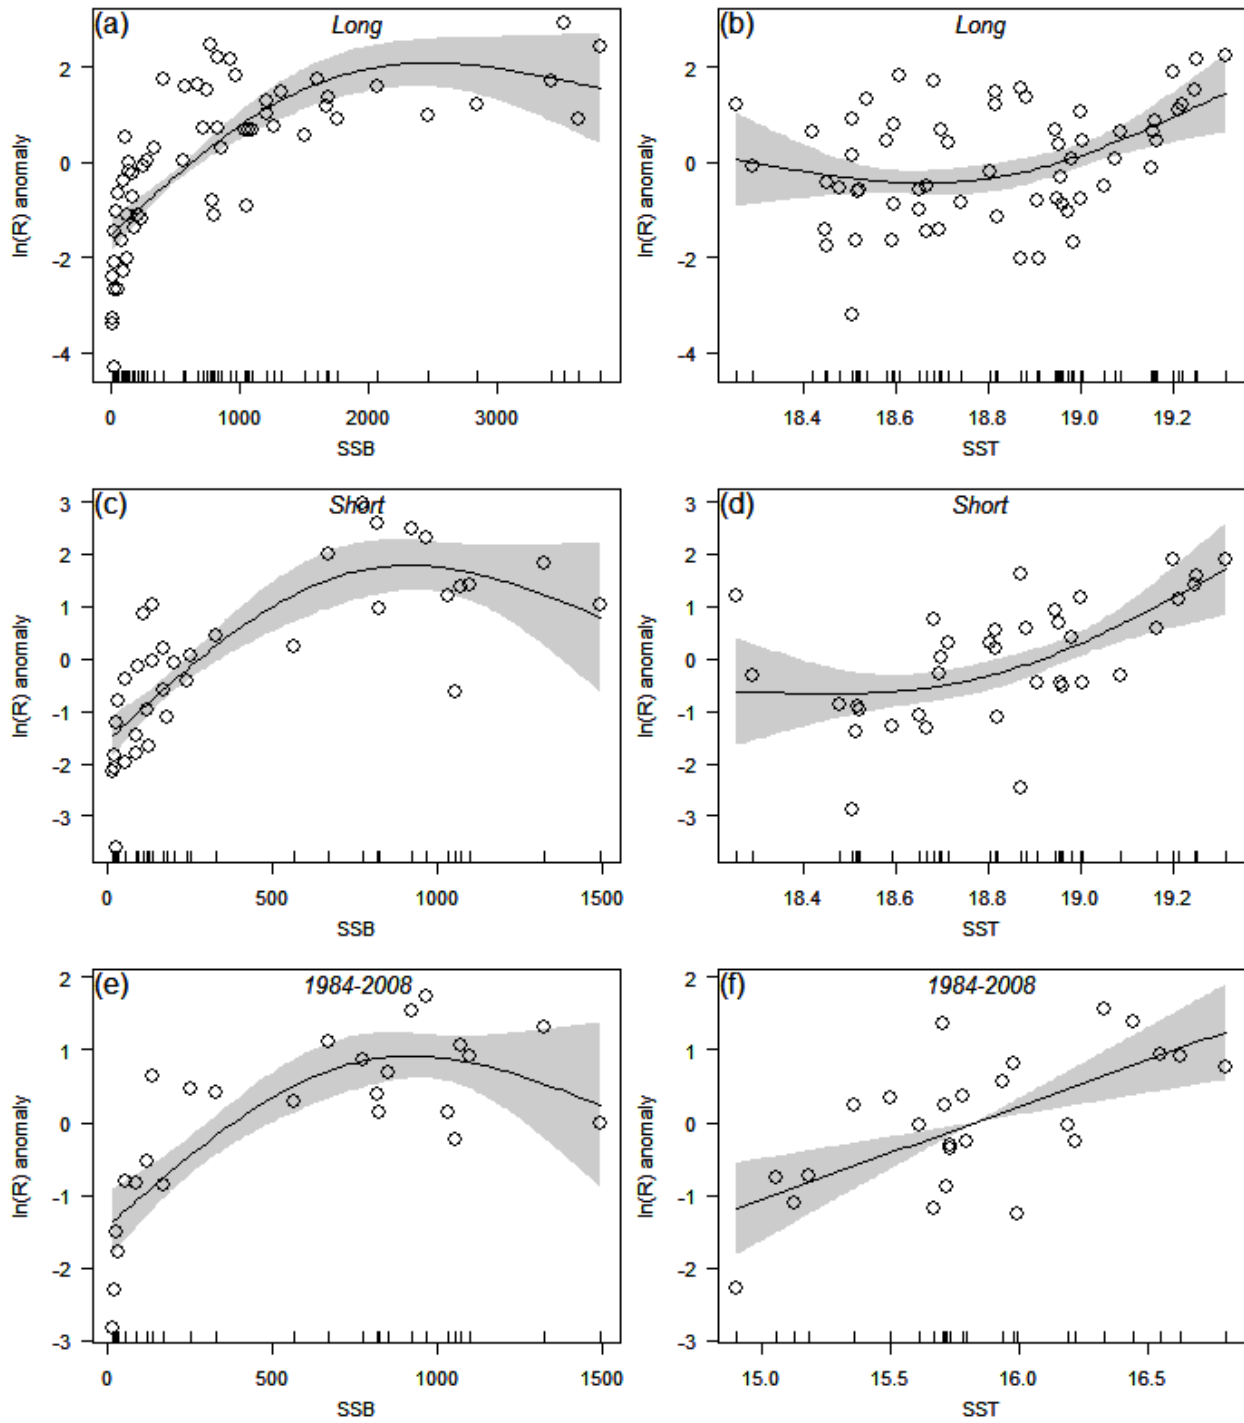 (a) Long
ln(R) anomaly
2
0
-2
-4
0 1000 2000 3000
SSB
(b) Long
ln(R) anomaly
2
0
-2
-4
18.4 18.6 18.8 19.0 19.2
SST
(c) Short
ln(R) anomaly
3
2
1
0
-1
-2
-3
0 500 1000 1500
SSB
(d) Short
ln(R) anomaly
3
2
1
0
-1
-2
-3
18.4 18.6 18.8 19.0 19.2
SST
(e) 1984-2008
ln(R) anomaly
2
1
0
-1
-2
-3
0 500 1000 1500
SSB
(f) 1984-2008
ln(R) anomaly
2
1
0
-1
-2
-3
15.0 15.5 16.0 16.5
SST